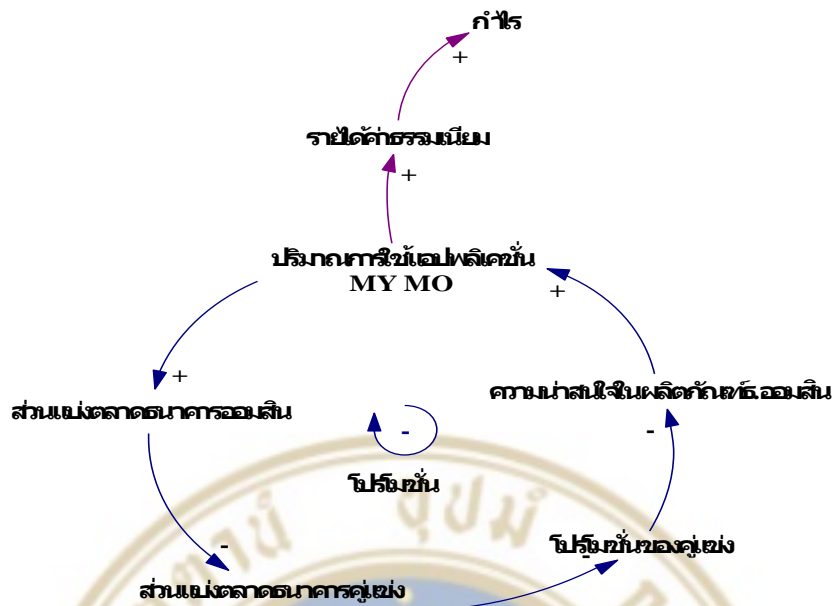 กำไร
+
รายได้ค่าธรรมเนียม
+
ปริมาณการใช้แอปพลิเคชั่น
MY MO
+
+
ความน่าสนใจในผลิตภัณฑ์ธ.ออมสิน
ส่วนแบ่งตลาดธนาคารออมสิน
-
-
โปรโมชั่น
โปรโมชั่นของคู่แข่ง
-
-
ส่วนแบ่งตลาดธนาคารคู่แข่ง